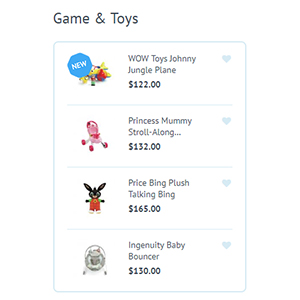 Game & Toys
NEW
WOW Toys Johnny
Jungle Plane
$122.00
Princess Mummy
Stroll-Along...
$132.00
Price Bing Plush
Talking Bing
$165.00
Ingenuity Baby
Bouncer
$130.00